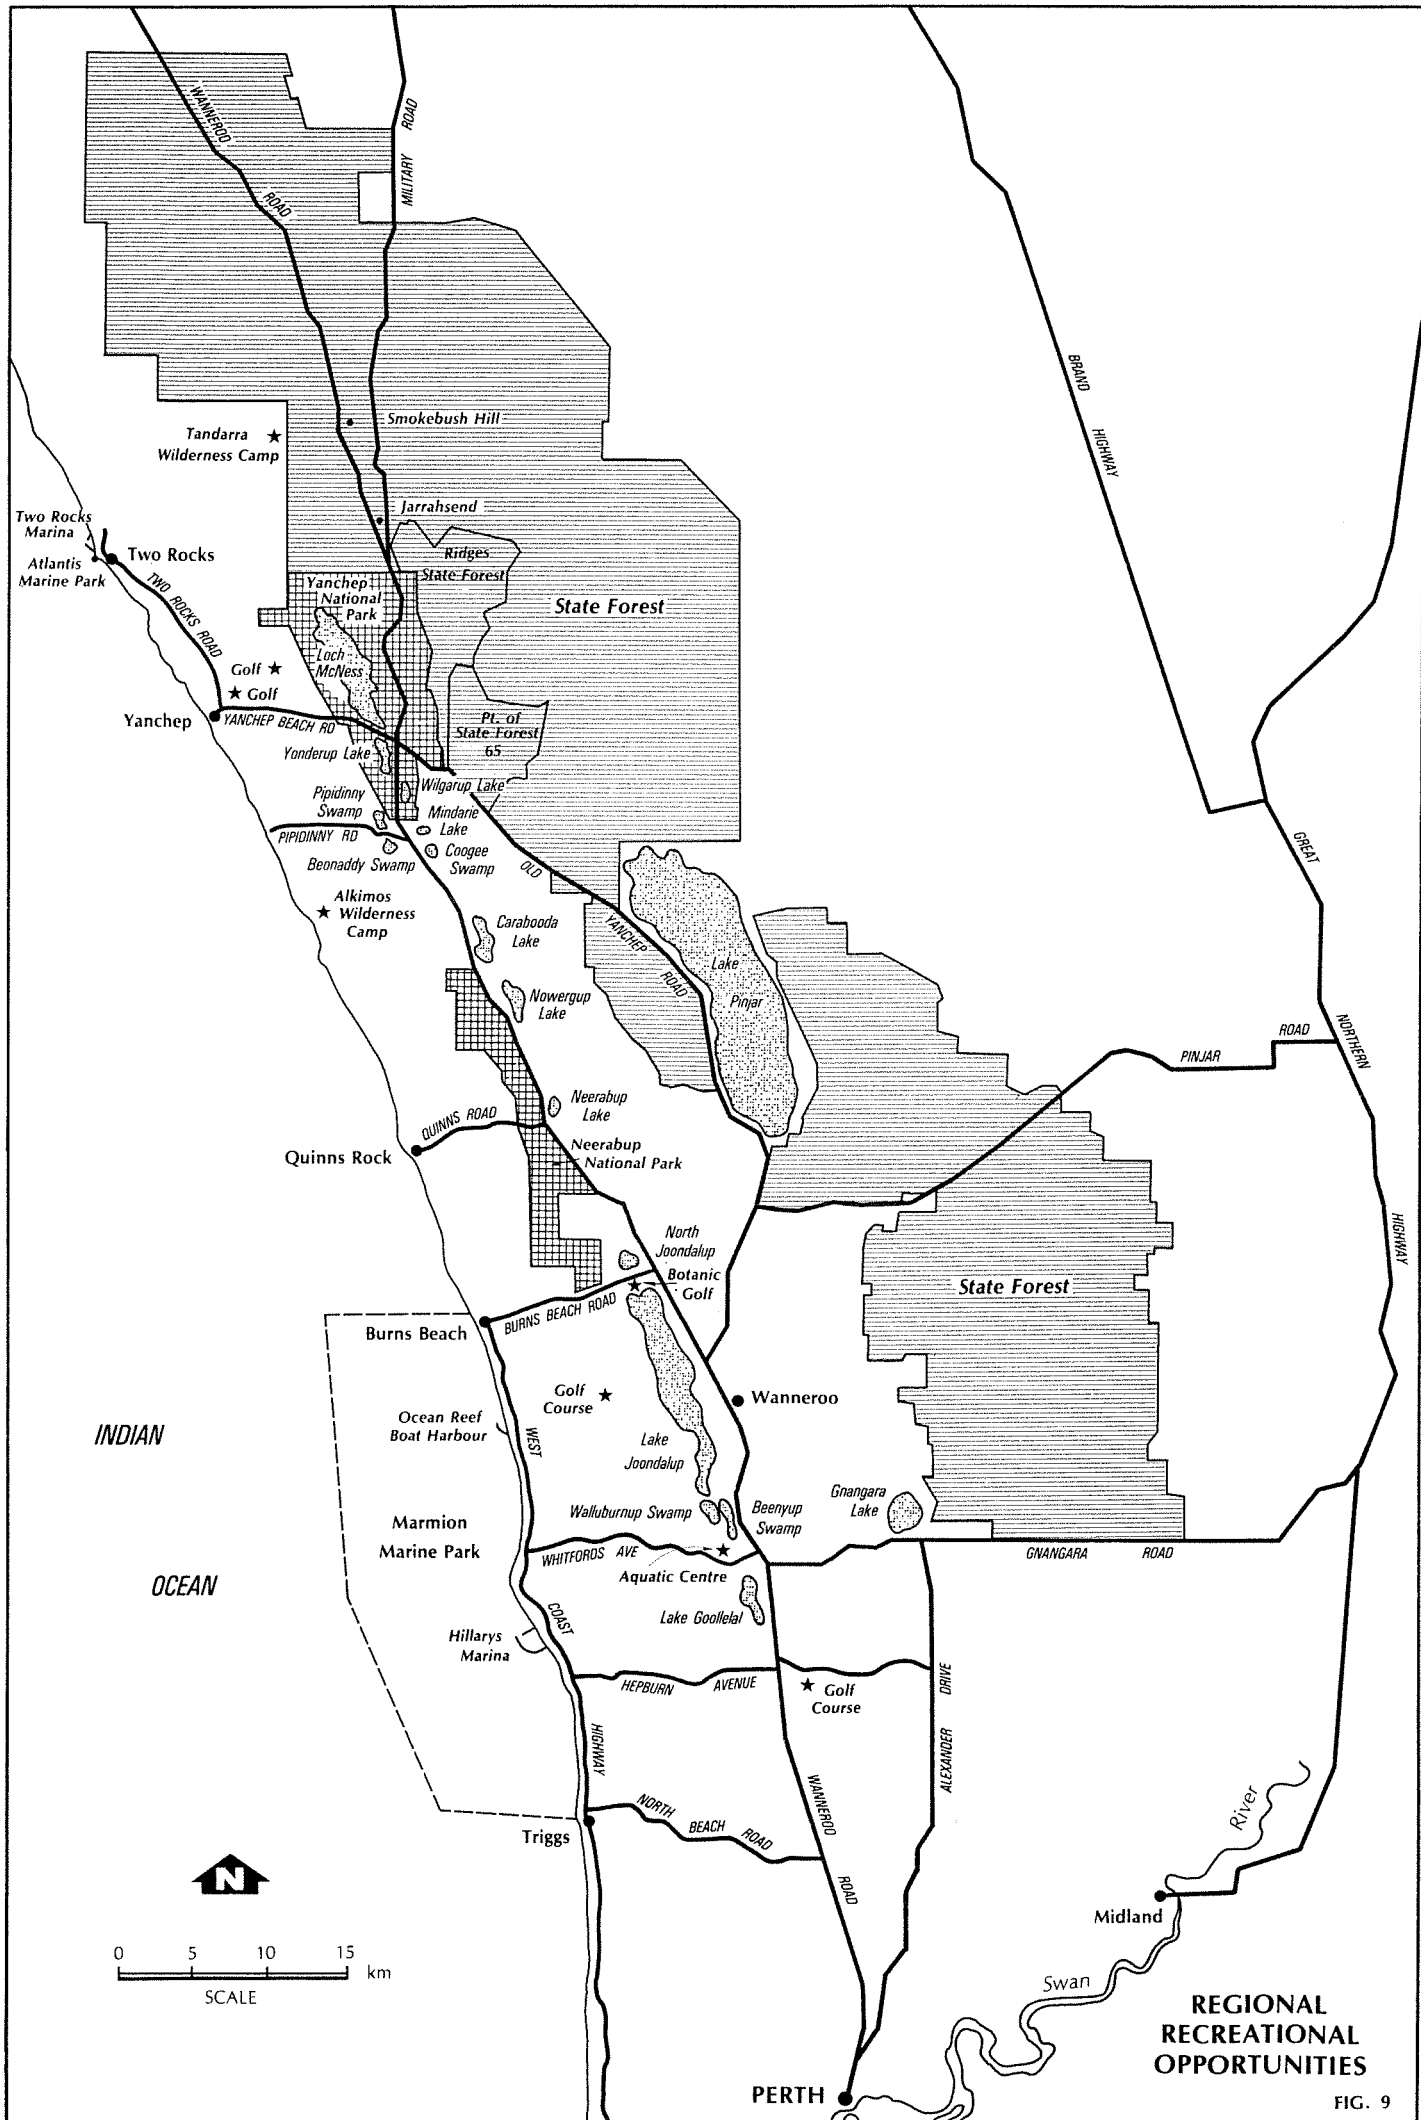 WANNEROO
ROAD
MILITARY ROAD
BRAND
HIGHWAY
Smokebush Hill
Tandarra
Wilderness Camp
Jarrahsend
Two Rocks
Marina
Two Rocks
Atlantis
Marine Park
Ridges
State Forest
TWO ROCKS ROAD
Yanchep
National
Park
State Forest
Loch
McNess
Golf
Golf
Yanchep
YANCHEP BEACH RD
Pt. of
State Forest
65
Yonderup Lake
Wilgarup Lake
Pipidinny
Swamp
Mindarie
Lake
PIPIDINNY RD
Coogee
Swamp
Beonaddy Swamp
OLD
YANCHEP
ROAD
GREAT
NORTHERN
HIGHWAY
Alkimos
Wilderness
Camp
Carabooda
Lake
Lake
Pinjar
Nowergup
Lake
PINJAR ROAD
Neerabup
Lake
QUINNS ROAD
Quinns Rock
Neerabup
National Park
North
Joondalup
Botanic
Golf
State Forest
BURNS BEACH ROAD
Burns Beach
Golf
Course
Wanneroo
Ocean Reef
Boat Harbour
WEST
COAST
HIGHWAY
INDIAN
OCEAN
Lake
Joondalup
Walluburnup Swamp
Beenyup
Swamp
Gnangara
Lake
Marmion
Marine Park
WHITFORDS AVE
Aquatic Centre
GNANGARA ROAD
Lake Goollelal
Hillarys
Marina
HEPBURN AVENUE
Golf
Course
ALEXANDER DRIVE
WANNEROO
ROAD
NORTH
BEACH
ROAD
Triggs
River
Midland
Swan
N
0 5 10 15
km
SCALE
PERTH
REGIONAL
RECREATIONAL
OPPORTUNITIES
FIG. 9